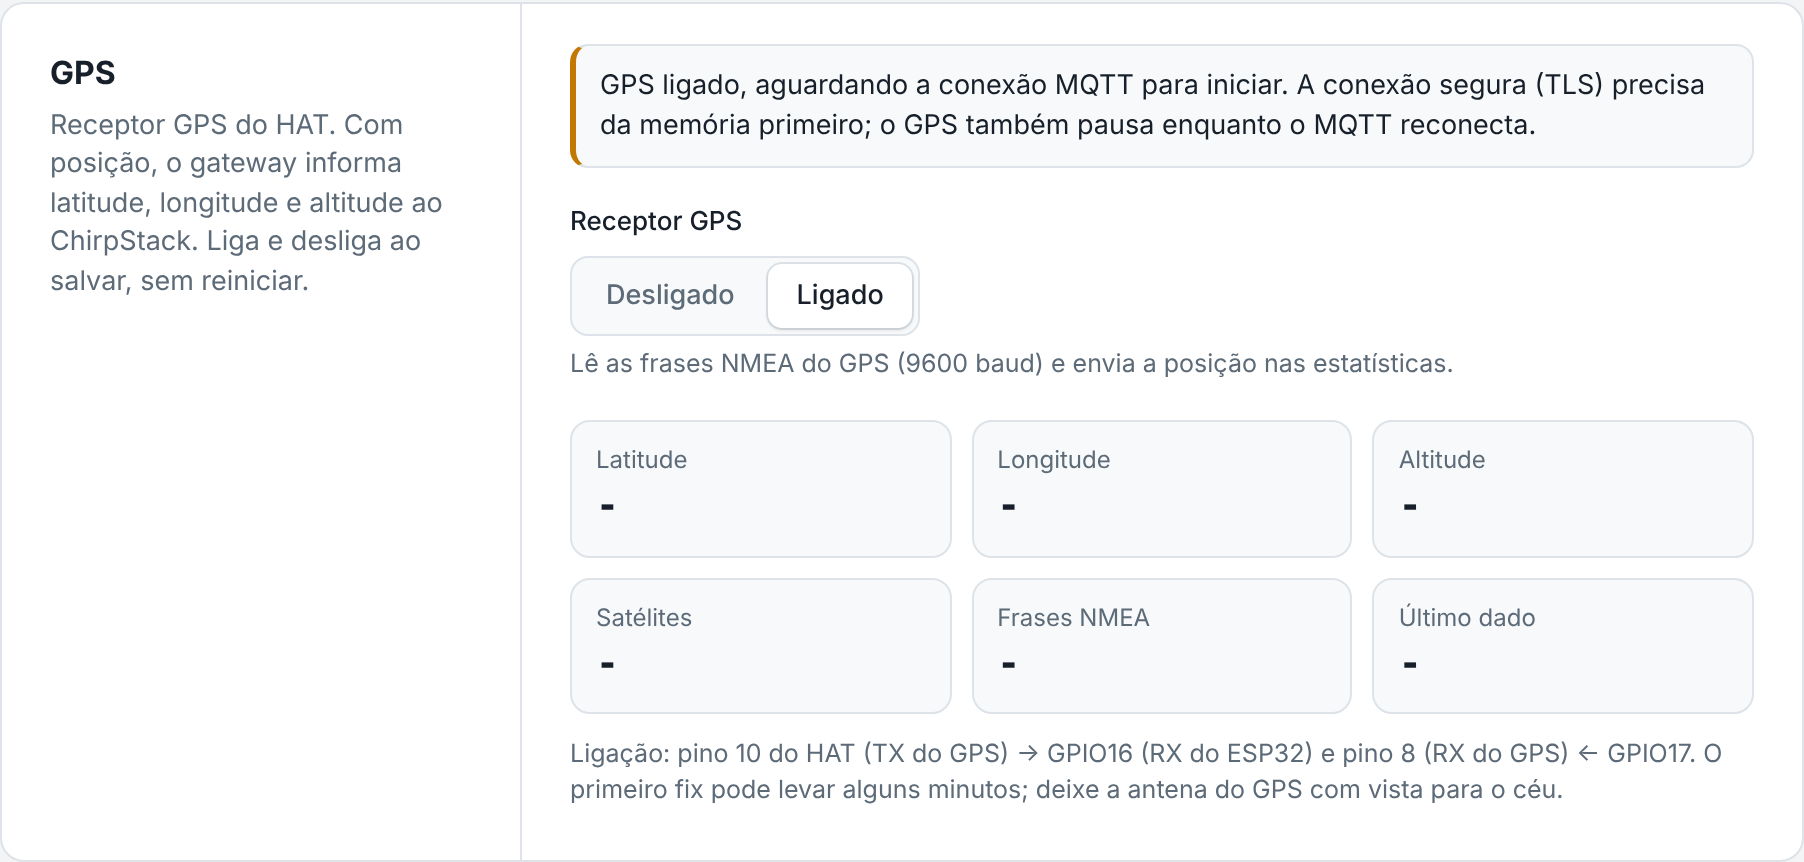 GPS
Receptor GPS do HAT. Com
posição, o gateway informa
latitude, longitude e altitude ao
ChirpStack. Liga e desliga ao
salvar, sem reiniciar.
GPS ligado, aguardando a conexão MQTT para iniciar. A conexão segura (TLS) precisa
da memória primeiro; o GPS também pausa enquanto o MQTT reconecta.
Receptor GPS
Desligado Ligado
Lê as frases NMEA do GPS (9600 baud) e envia a posição nas estatísticas.
Latitude Longitude Altitude
- - -
Satélites Frases NMEA Último dado
- - -
Ligação: pino 10 do HAT (TX do GPS) → GPIO16 (RX do ESP32) e pino 8 (RX do GPS) ← GPIO17. O
primeiro fix pode levar alguns minutos; deixe a antena do GPS com vista para o céu.